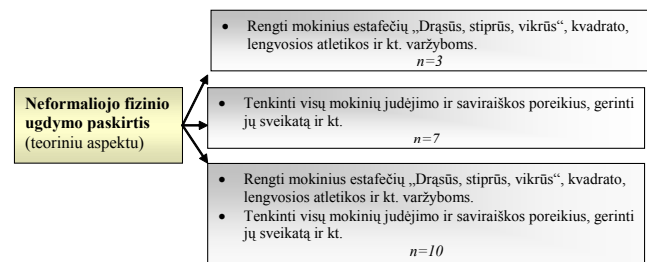 Neformaliojo fizinio
ugdymo paskirtis
(teoriniu aspektu)
• Rengti mokinius estafečių „Drąsūs, stiprūs, vikrūs“, kvadrato,
lengvosios atletikos ir kt. varžyboms.
n=3
• Tenkinti visų mokinių judėjimo ir saviraiškos poreikius, gerinti
jų sveikatą ir kt.
n=7
• Rengti mokinius estafečių „Drąsūs, stiprūs, vikrūs“, kvadrato,
lengvosios atletikos ir kt. varžyboms.
• Tenkinti visų mokinių judėjimo ir saviraiškos poreikius, gerinti
jų sveikatą ir kt.
n=10